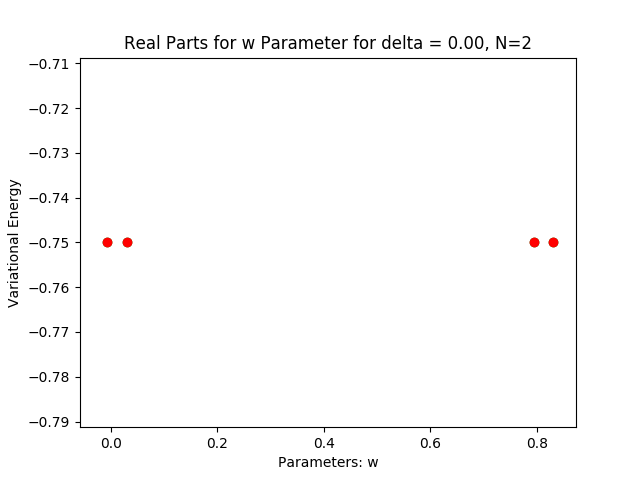 Real Parts for w Parameter for delta = 0.00, N=2
−0.71
−0.72
−0.73
−0.74
−0.75
−0.76
−0.77
−0.78
−0.79
Variational Energy
0.0 0.2 0.4 0.6 0.8
Parameters: w